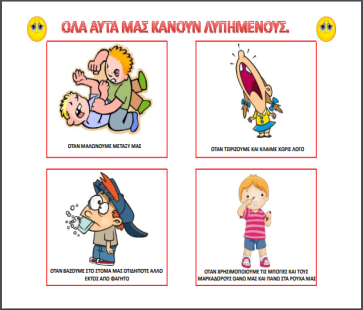 ΟΛΑ ΑΥΤΑ ΜΑΣ ΚΑΝΟΥΝ ΛΥΠΗΜΕΝΟΥΣ.
ΟΤΑΝ ΜΑΛΩΝΟΥΜΕ ΜΕΤΑΞΥ ΜΑΣ
ΟΤΑΝ ΤΣΙΡΙΖΟΥΜΕ ΚΑΙ ΚΛΑΙΜΕ ΧΩΡΙΣ ΛΟΓΟ
ΟΤΑΝ ΒΑΖΟΥΜΕ ΣΤΟ ΣΤΟΜΑ ΜΑΣ ΟΤΙΔΗΠΟΤΕ ΑΛΛΟ
ΕΚΤΟΣ ΑΠΟ ΦΑΓΗΤΟ
ΟΤΑΝ ΧΡΗΣΙΜΟΠΟΙΟΥΜΕ ΤΙΣ ΜΠΟΓΙΕΣ ΚΑΙ ΤΟΥΣ
ΜΑΡΚΑΔΟΡΟΥΣ ΠΑΝΩ ΜΑΣ ΚΑΙ ΠΑΝΩ ΣΤΑ ΡΟΥΧΑ ΜΑΣ